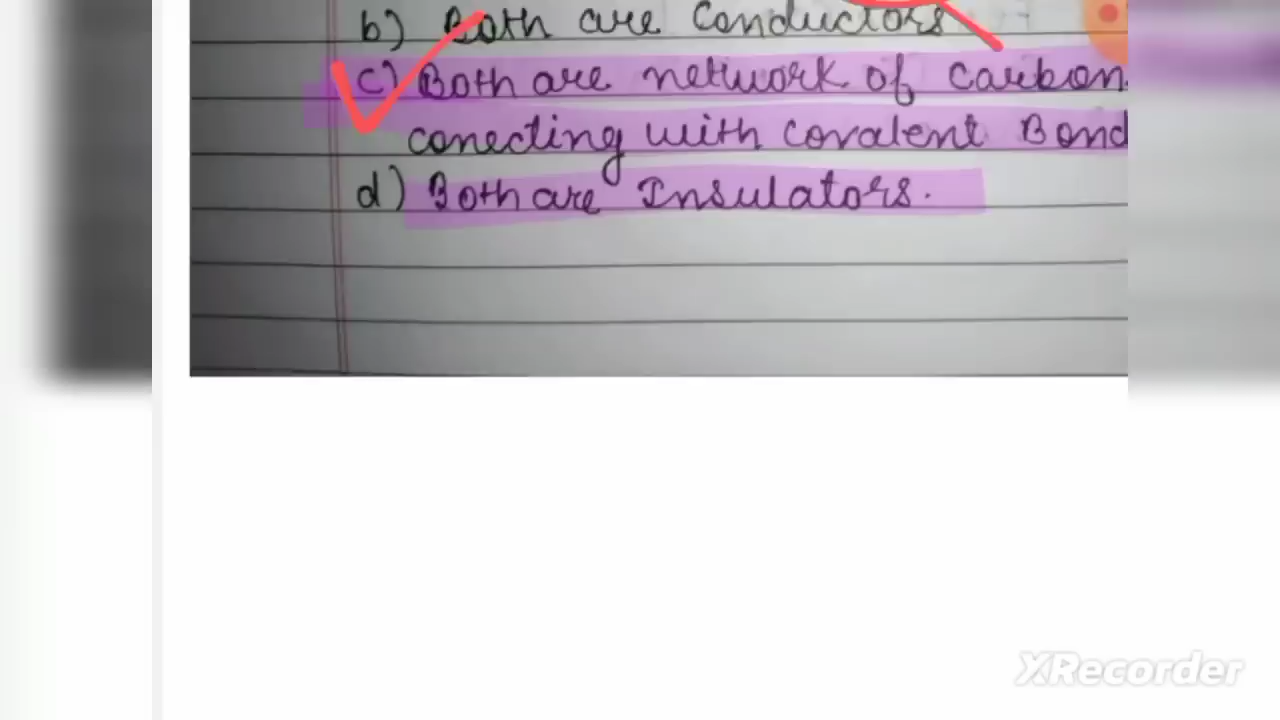 b) Both are Conductors
c) Both are network of carbon
conecting with covalent Bond
d) Both are Insulators.
XRecorder